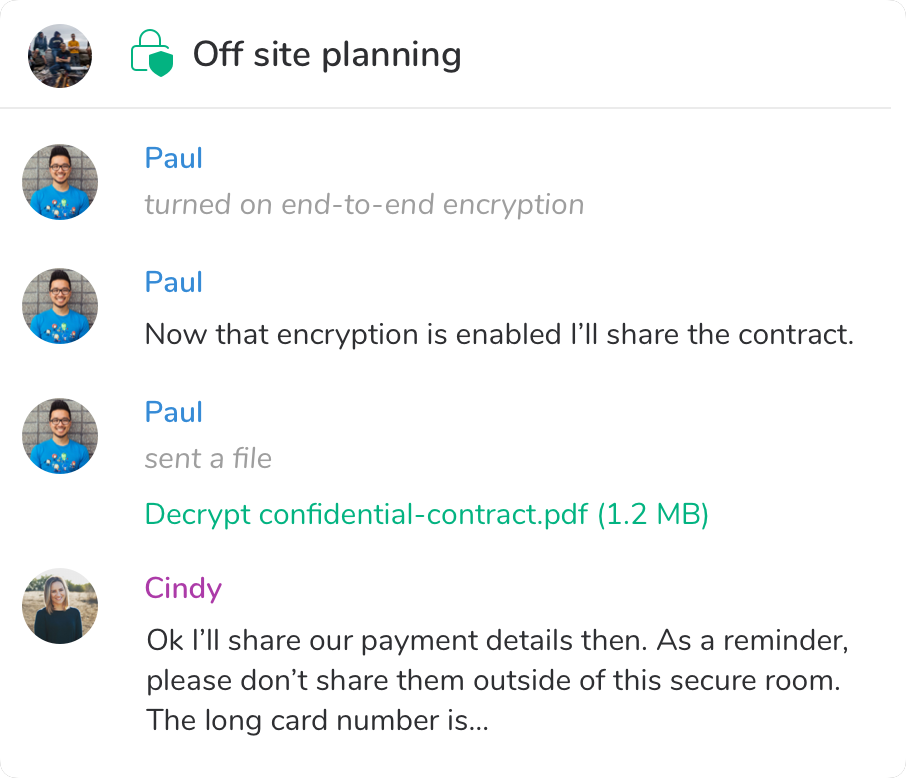 Off site planning
Paul
turned on end-to-end encryption
Paul
Now that encryption is enabled I’ll share the contract.
Paul
sent a file
Decrypt confidential-contract.pdf (1.2 MB)
Cindy
Ok I’ll share our payment details then. As a reminder,
please don’t share them outside of this secure room.
The long card number is...